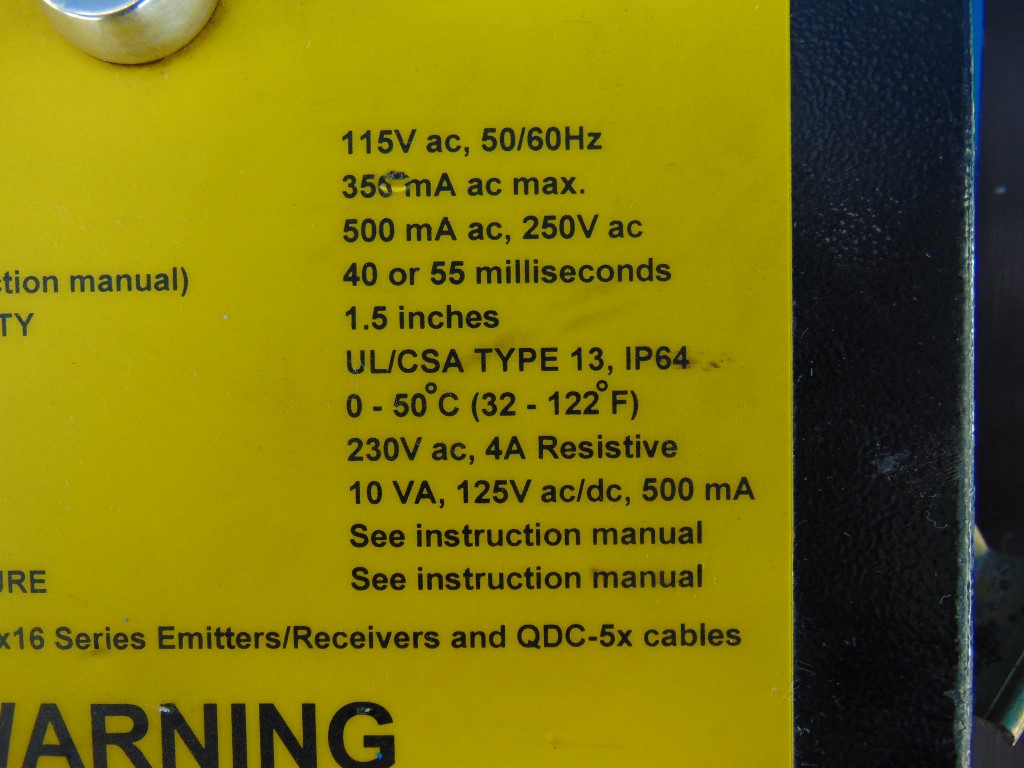 115V ac, 50/60Hz
356 mA ac max.
500 mA ac, 250V ac
40 or 55 milliseconds
ction manual)
1.5 inches
TY
UL/CSA TYPE 13, IP64
0 - 50°C (32 - 122°F)
230V ac, 4A Resistive
10 VA, 125V ac/dc, 500 mA
See instruction manual
See instruction manual
URE
x16 Series Emitters/Receivers and QDC-5x cables
WARNING